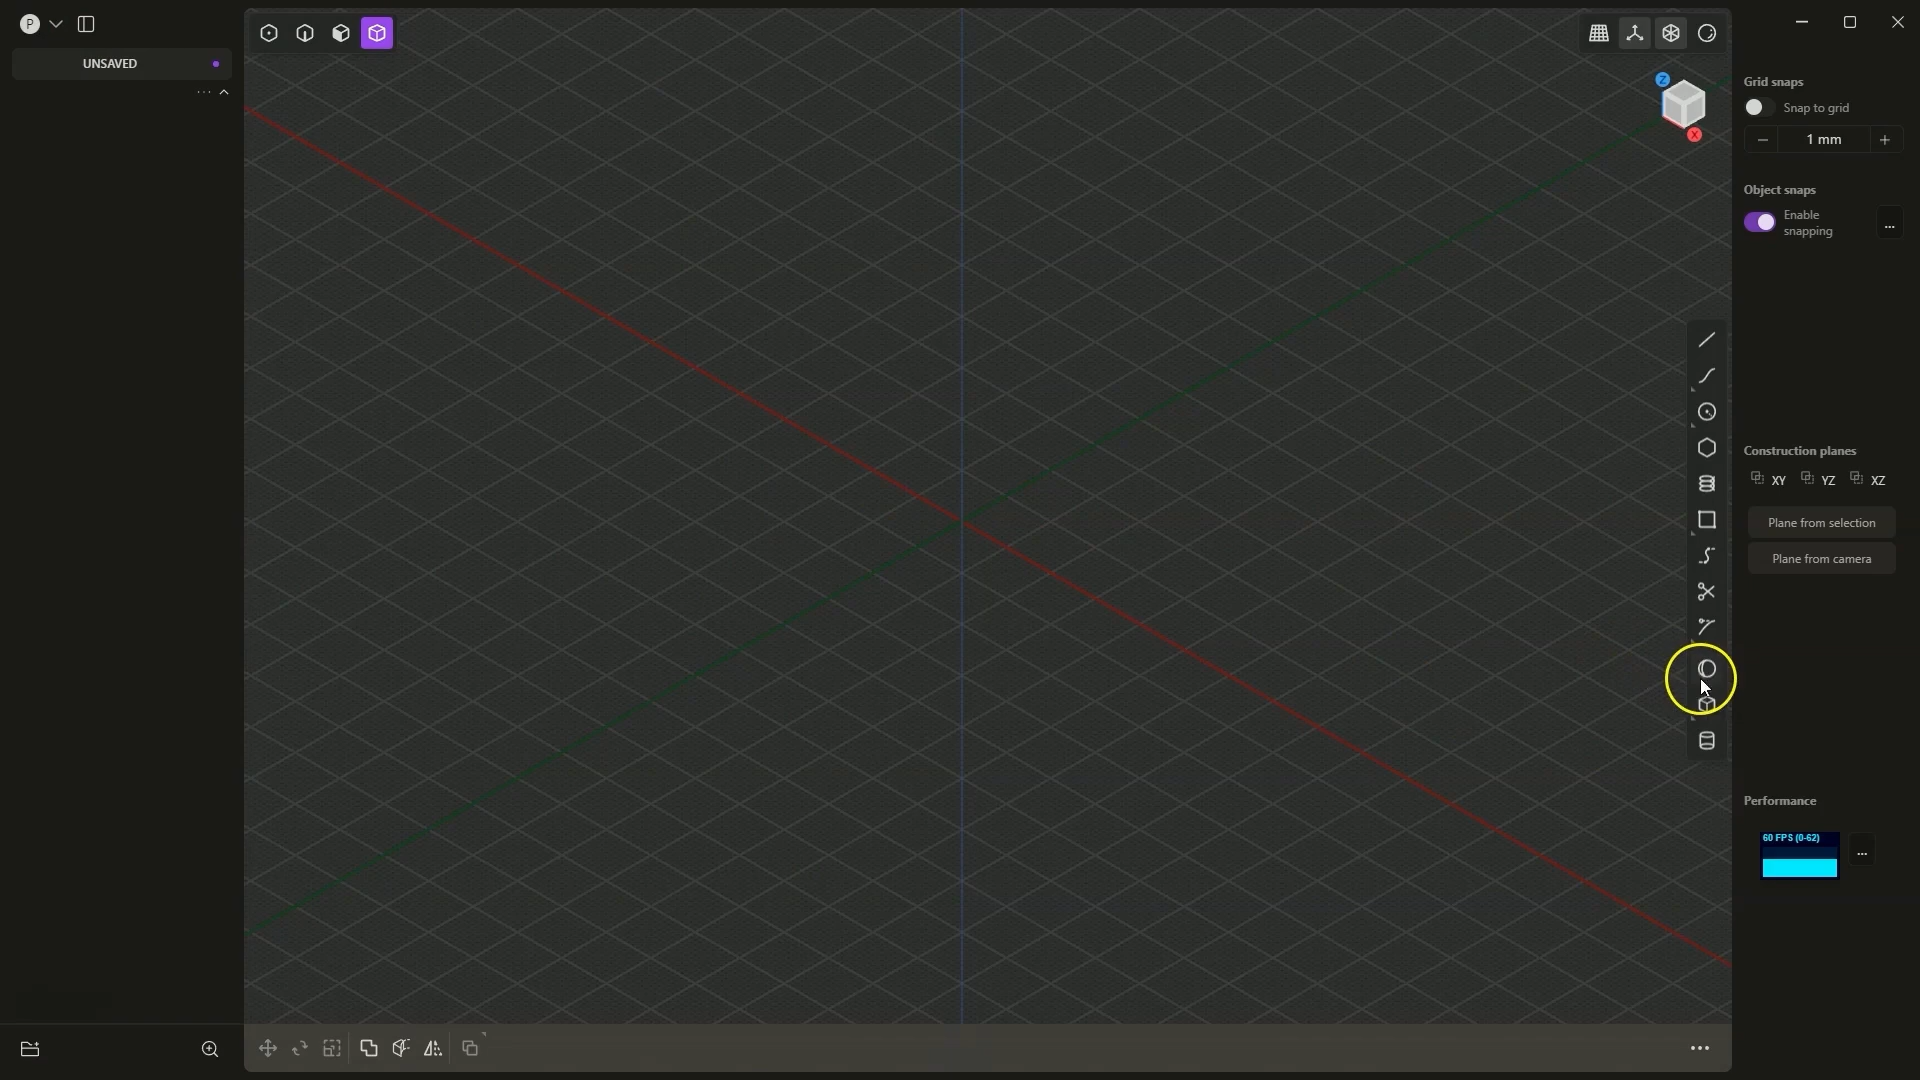 P
UNSAVED
Z
X
Grid snaps
Snap to grid
1 mm
Object snaps
Enable
snapping
...
Construction planes
XY
YZ
XZ
Plane from selection
Plane from camera
Performance
60 FPS (0-62)
...